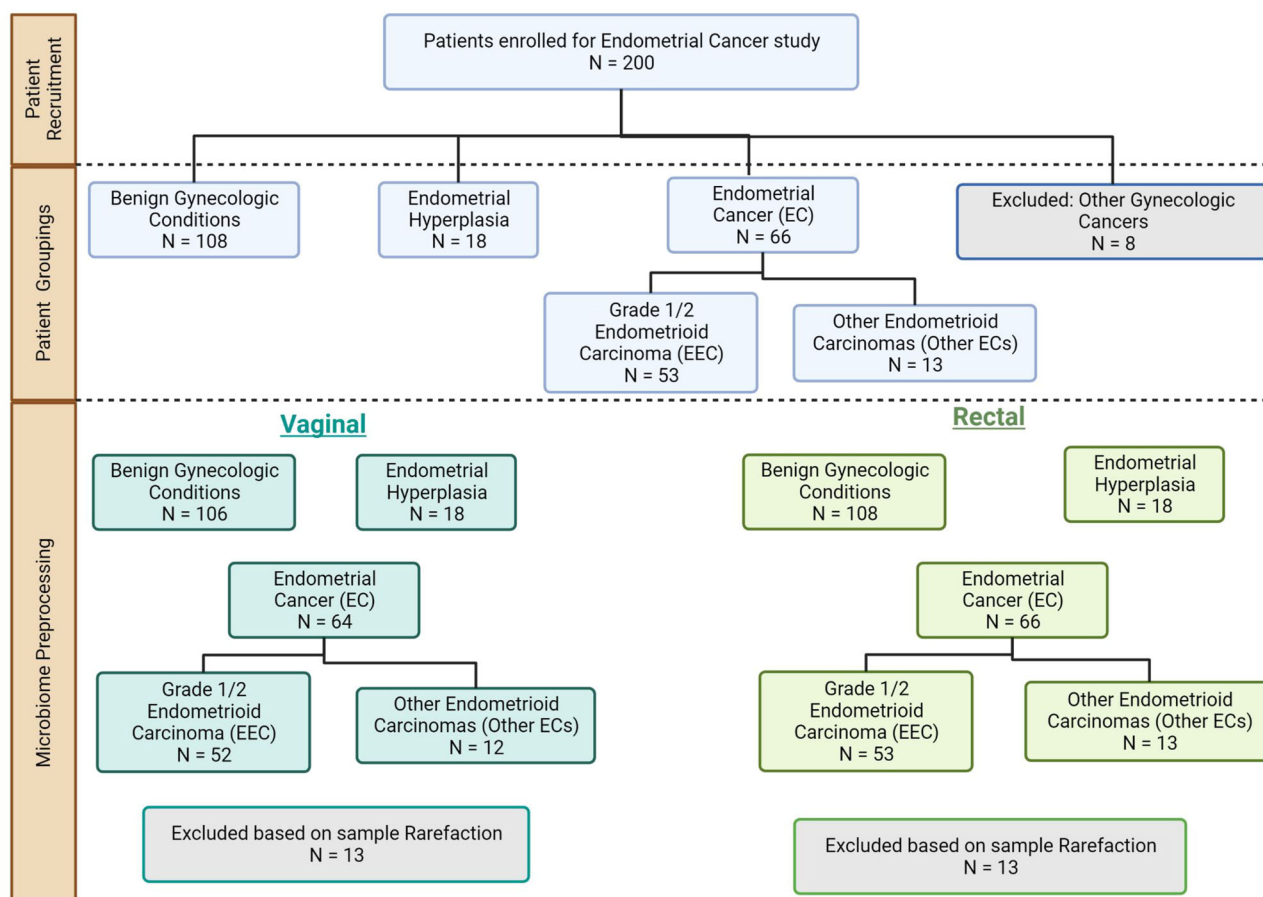 Patient
Recruitment
Patients enrolled for Endometrial Cancer study
N = 200
Patient Groupings
Benign Gynecologic
Conditions
N = 108
Endometrial
Hyperplasia
N = 18
Endometrial
Cancer (EC)
N = 66
Excluded: Other Gynecologic
Cancers
N = 8
Grade 1/2
Endometrioid
Carcinoma (EEC)
N = 53
Other Endometrioid
Carcinomas (Other ECs)
N = 13
Microbiome Preprocessing
Vaginal
Benign Gynecologic
Conditions
N = 106
Endometrial
Hyperplasia
N = 18
Endometrial
Cancer (EC)
N = 64
Grade 1/2
Endometrioid
Carcinoma (EEC)
N = 52
Other Endometrioid
Carcinomas (Other ECs)
N = 12
Excluded based on sample Rarefaction
N = 13
Rectal
Benign Gynecologic
Conditions
N = 108
Endometrial
Hyperplasia
N = 18
Endometrial
Cancer (EC)
N = 66
Grade 1/2
Endometrioid
Carcinoma (EEC)
N = 53
Other Endometrioid
Carcinomas (Other ECs)
N = 13
Excluded based on sample Rarefaction
N = 13